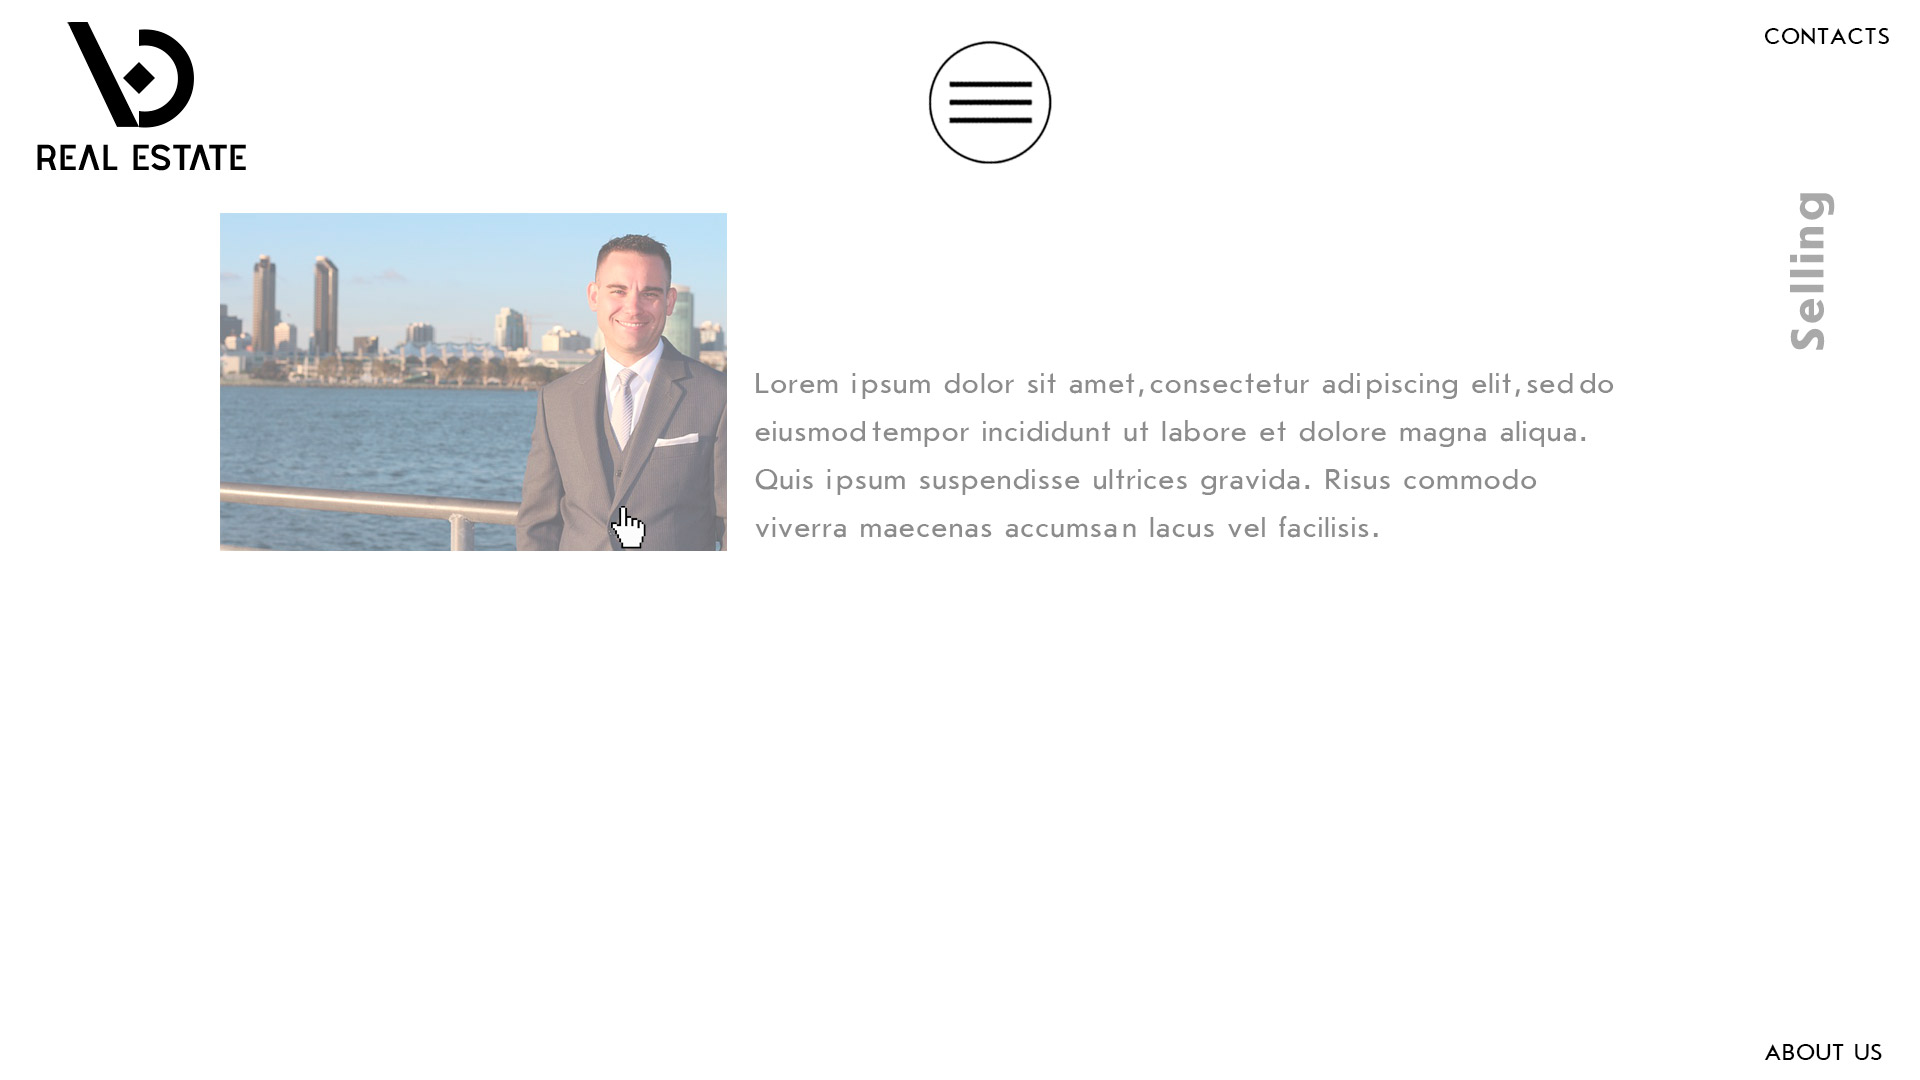 CONTACTS
REAL ESTATE
Selling
Lorem ipsum dolor sit amet, consectetur adipiscing elit, sed do
eiusmod tempor incididunt ut labore et dolore magna aliqua.
Quis ipsum suspendisse ultrices gravida. Risus commodo
viverra maecenas accumsan lacus vel facilisis.
ABOUT US